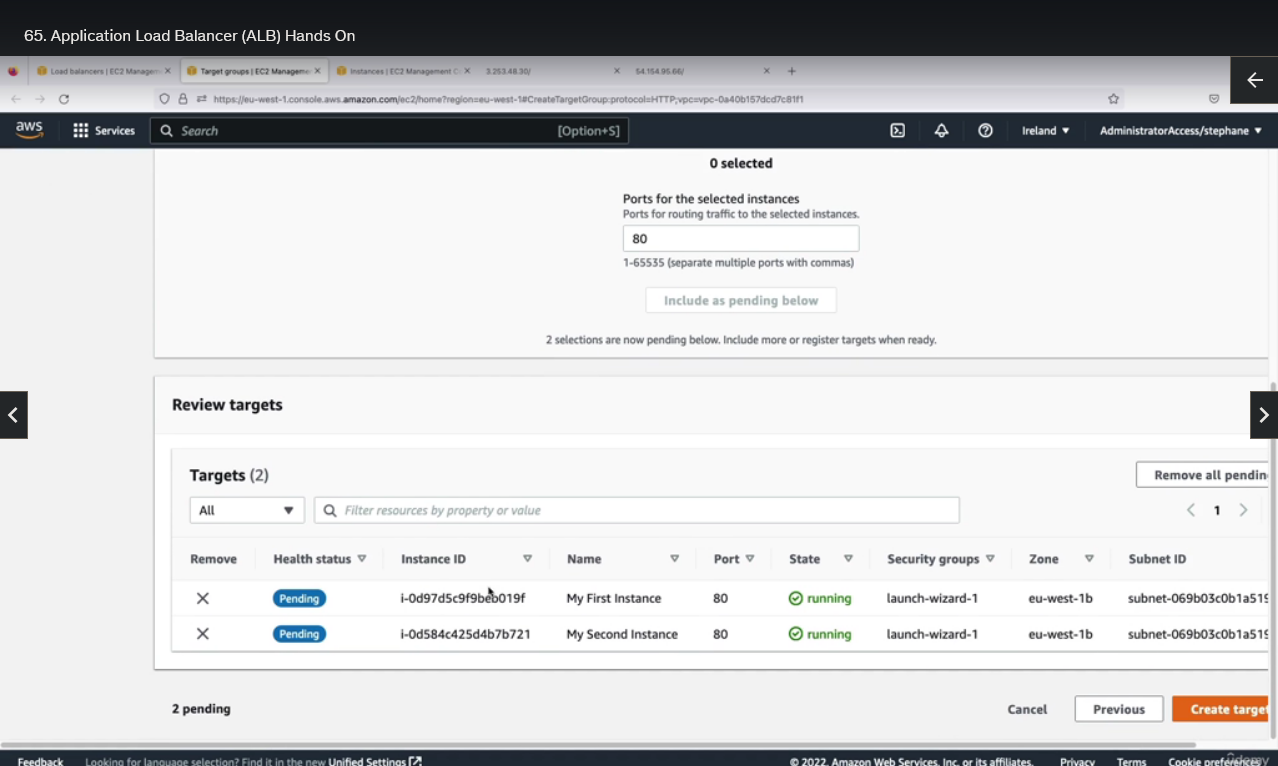 65. Application Load Balancer (ALB) Hands On
Load balancers | EC2 Managem
Target groups | EC2 Manageme
Instances | EC2 Management C
3.253.48.30/
54.154.95.66/
https://eu-west-1.console.aws.amazon.com/ec2/home?region=eu-west-1#CreateTargetGroup:protocol=HTTP;vpc=vpc-0a40b157dcd7c81f1
aws Services Search [Option+S] Ireland AdministratorAccess/stephane
0 selected
Ports for the selected instances
Ports for routing traffic to the selected instances.
80
1-65535 (separate multiple ports with commas)
Include as pending below
2 selections are now pending below. Include more or register targets when ready.
Review targets
Targets (2)
Remove all pendin
All Filter resources by property or value 1
Remove Health status Instance ID Name Port State Security groups Zone Subnet ID
Pending i-0d97d5c9f9beb019f My First Instance 80 running launch-wizard-1 eu-west-1b subnet-069b03c0b1a519
Pending i-0d584c425d4b7b721 My Second Instance 80 running launch-wizard-1 eu-west-1b subnet-069b03c0b1a519
2 pending
Cancel Previous Create target
Feedback Looking for language selection? Find it in the new Unified Settings © 2022, Amazon Web Services, Inc. or its affiliates. Privacy Terms Cookie preferences
ûdemy